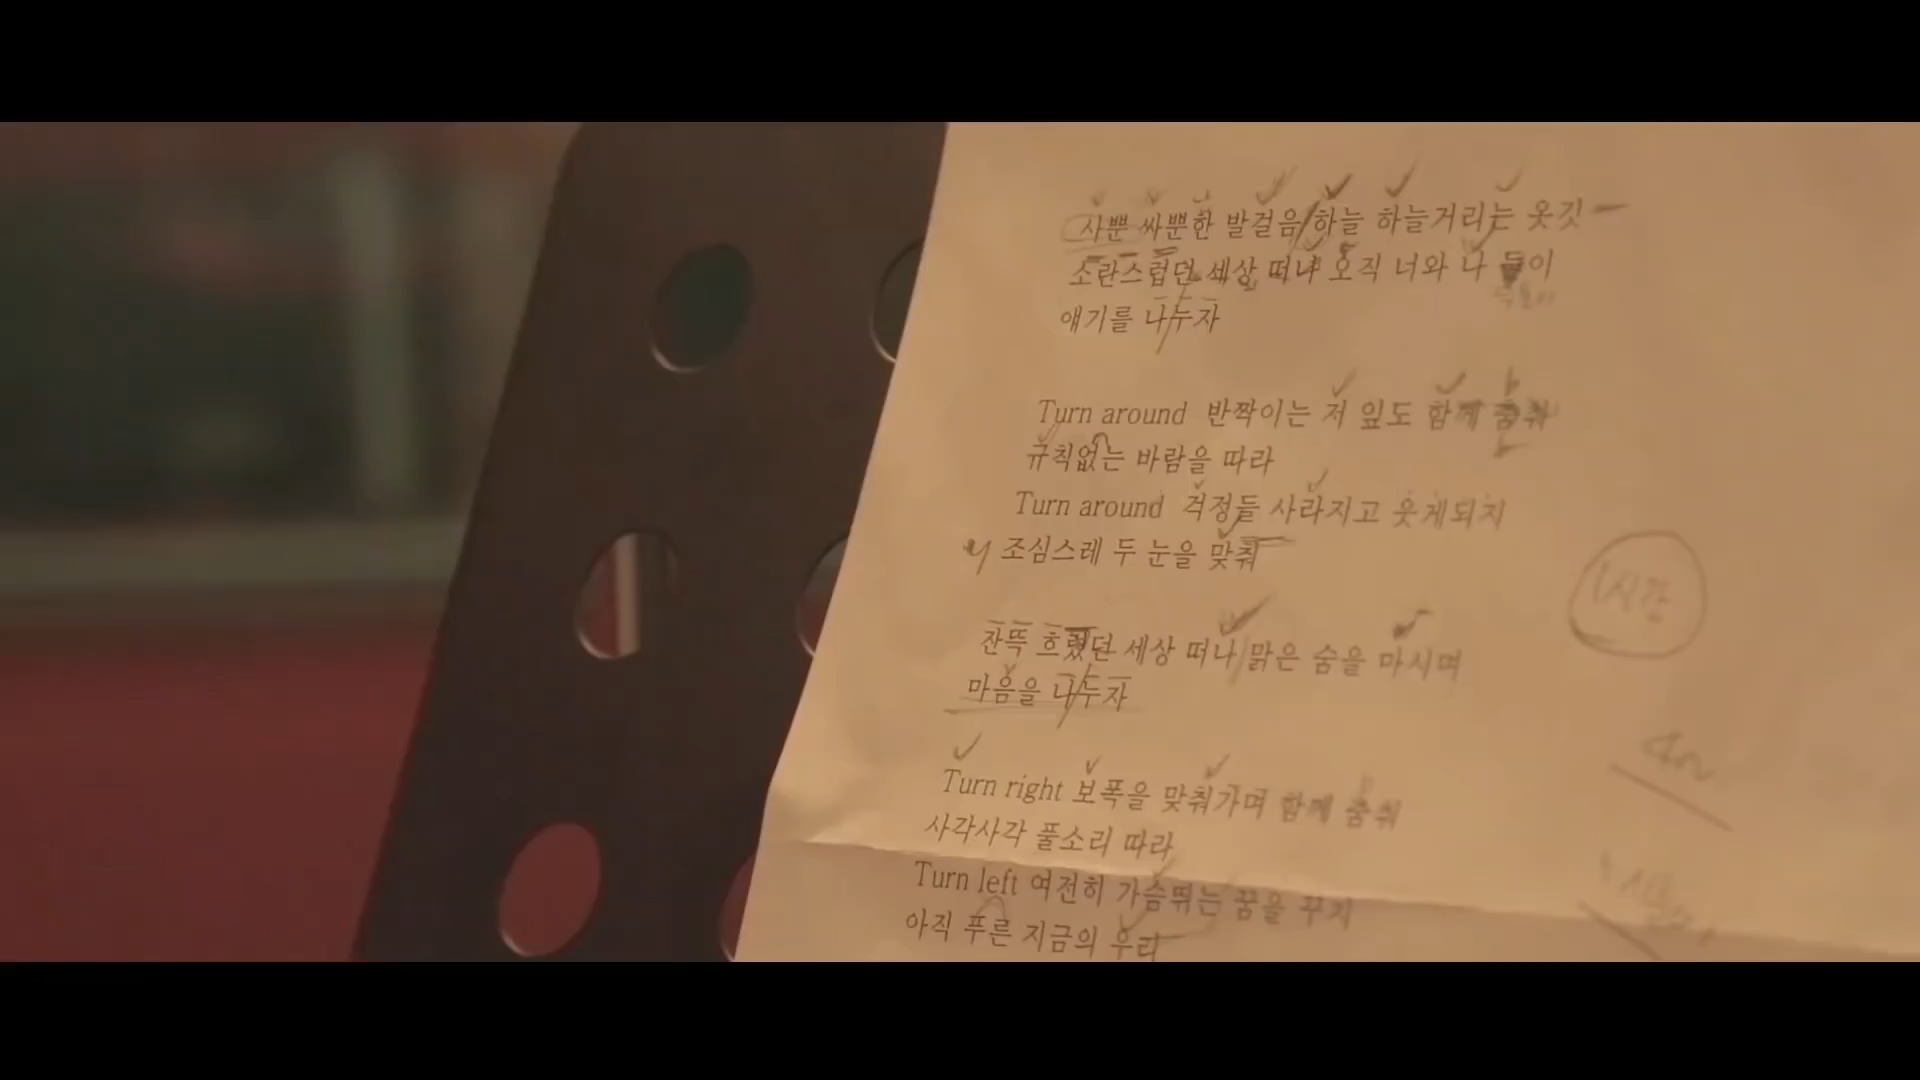 사뿐 싸뿐한 발걸음 하늘 하늘거리는 옷깃
소란스럽던 세상 떠나 오직 너와 나 둘이
얘기를 나누자
Turn around 반짝이는 저 잎도 함께 춤춰
규칙없는 바람을 따라
Turn around 걱정들 사라지고 웃게되지
조심스레 두 눈을 맞춰
1시간
잔뜩 흐렸던 세상 떠나 맑은 숨을 마시며
마음을 나누자
Turn right 보폭을 맞춰가며 함께 춤춰
사각사각 풀소리 따라
Turn left 여전히 가슴뛰는 꿈을 꾸지
아직 푸른 지금의 우리